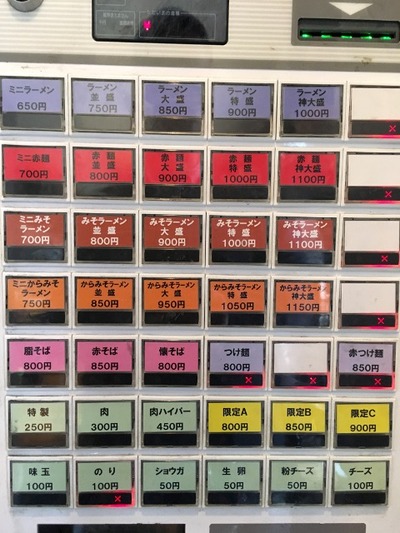 ミニラーメン
650円
ラーメン
並盛
750円
ラーメン
大盛
850円
ラーメン
特盛
900円
ラーメン
神大盛
1000円
ミニ赤麺
700円
赤麺
並盛
800円
赤麺
大盛
900円
赤麺
特盛
1000円
赤麺
神大盛
1100円
ミニみそ
ラーメン
700円
みそラーメン
並盛
800円
みそラーメン
大盛
900円
みそラーメン
特盛
1000円
みそラーメン
神大盛
1100円
ミニからみそ
ラーメン
750円
からみそラーメン
並盛
850円
からみそラーメン
大盛
950円
からみそラーメン
特盛
1050円
からみそラーメン
神大盛
1150円
脂そば
800円
赤そば
850円
懐そば
800円
つけ麺
800円
赤つけ麺
850円
特製
250円
肉
300円
肉ハイパー
450円
限定A
800円
限定B
850円
限定C
900円
味玉
100円
のり
100円
ショウガ
50円
生卵
50円
粉チーズ
50円
チーズ
100円